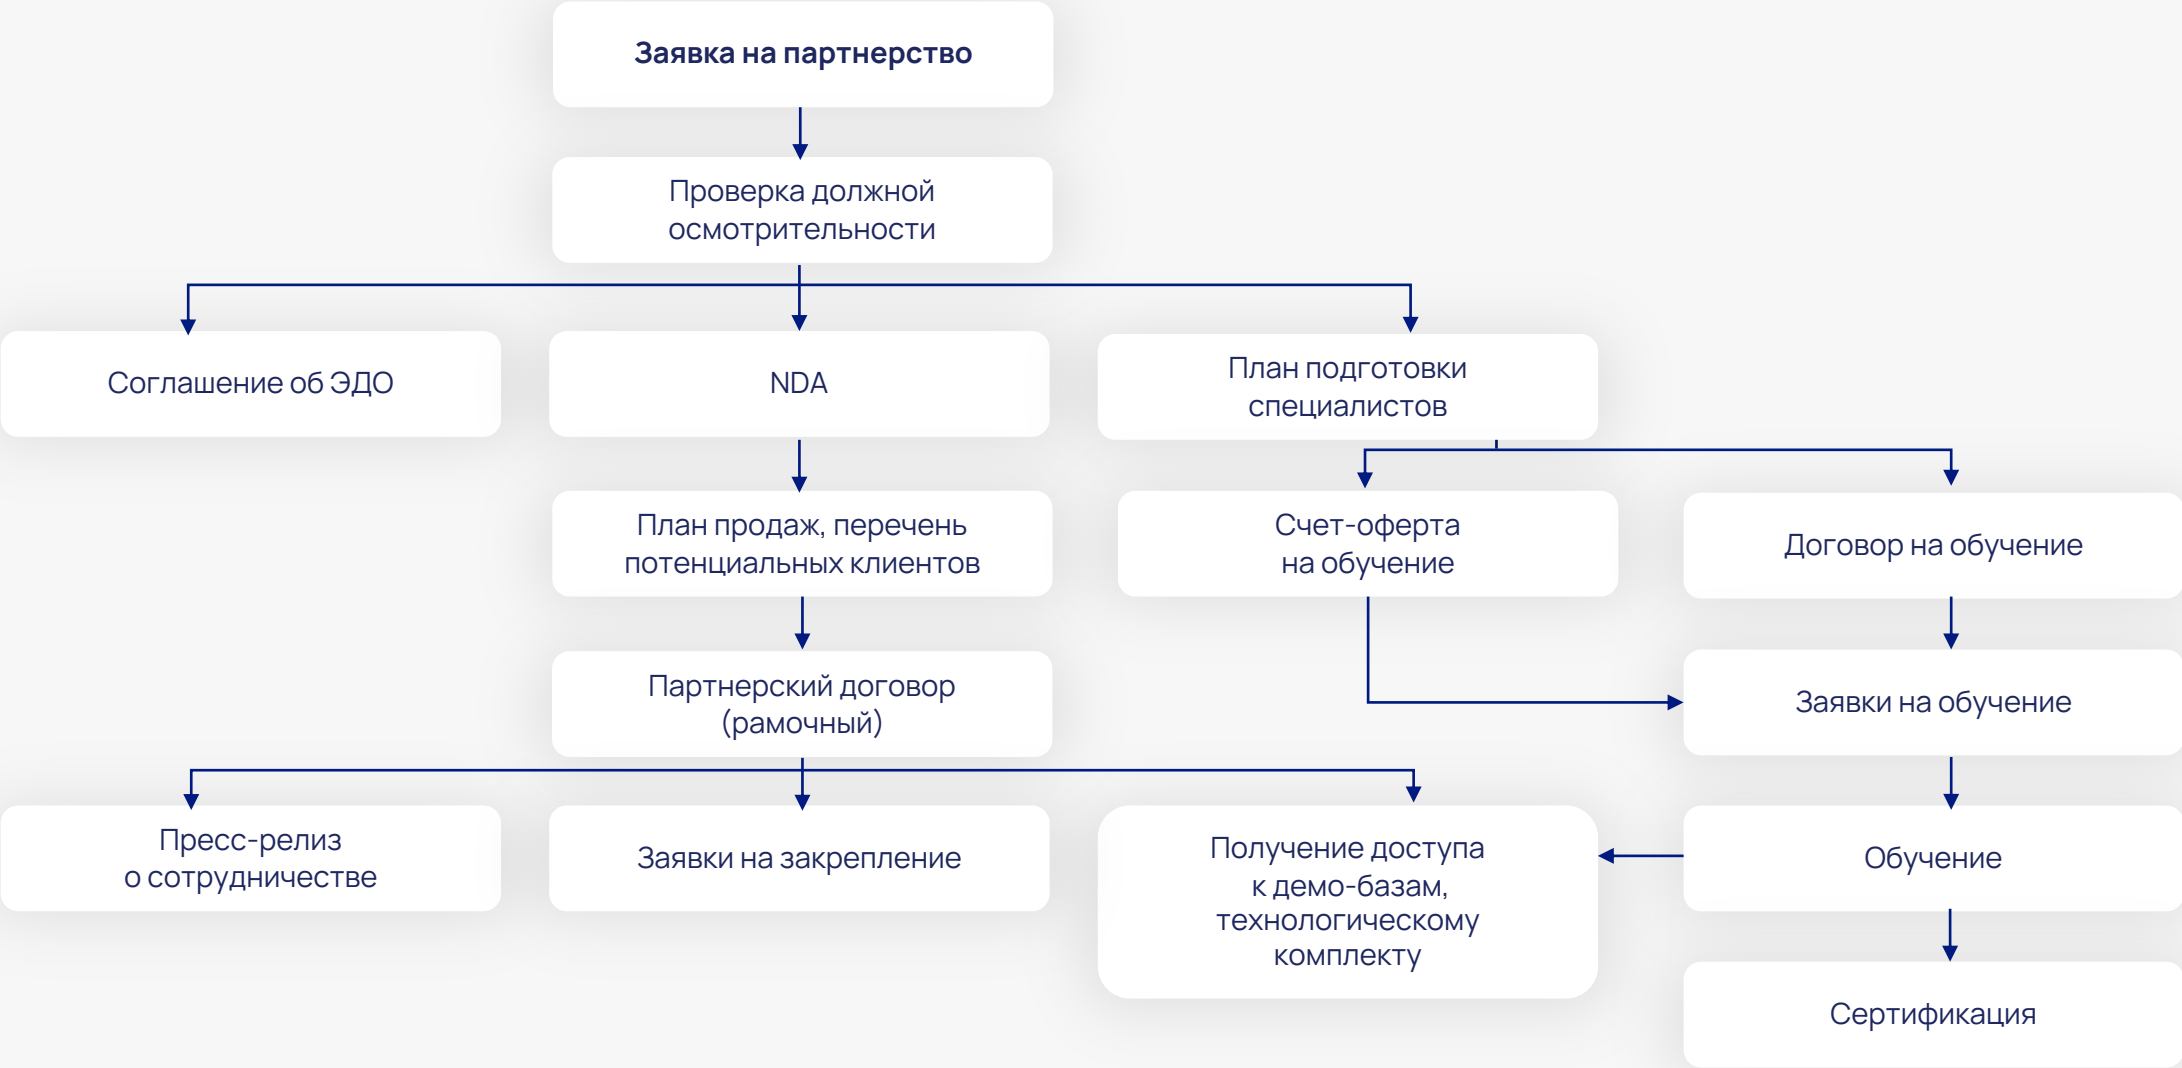 Заявка на партнерство
Проверка должной
осмотрительности
Соглашение об ЭДО
NDA
План подготовки
специалистов
План продаж, перечень
потенциальных клиентов
Счет-оферта
на обучение
Договор на обучение
Партнерский договор
(рамочный)
Заявки на обучение
Пресс-релиз
о сотрудничестве
Заявки на закрепление
Получение доступа
к демо-базам,
технологическому
комплекту
Обучение
Сертификация